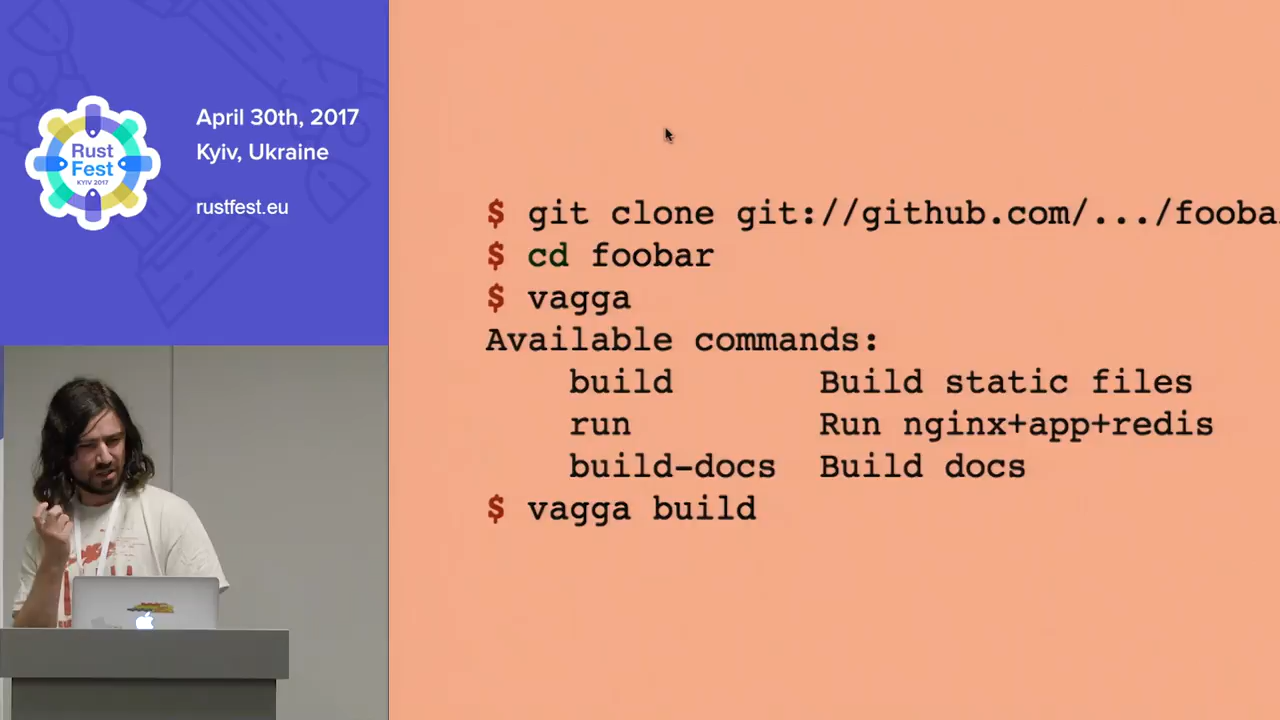 April 30th, 2017
Kyiv, Ukraine
rustfest.eu
Rust
Fest
KYIV 2017
$ git clone git://github.com/.../fooba
$ cd foobar
$ vagga
Available commands:
build Build static files
run Run nginx+app+redis
build-docs Build docs
$ vagga build